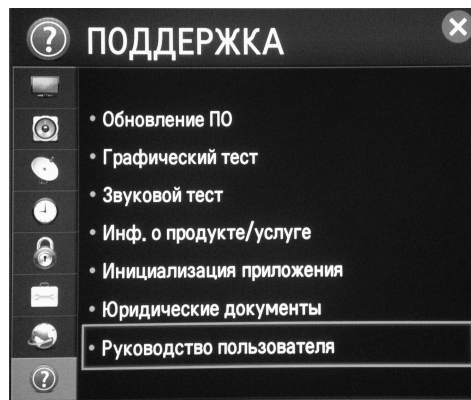 ПОДДЕРЖКА
• Обновление ПО
• Графический тест
• Звуковой тест
• Инф. о продукте/услуге
• Инициализация приложения
• Юридические документы
• Руководство пользователя